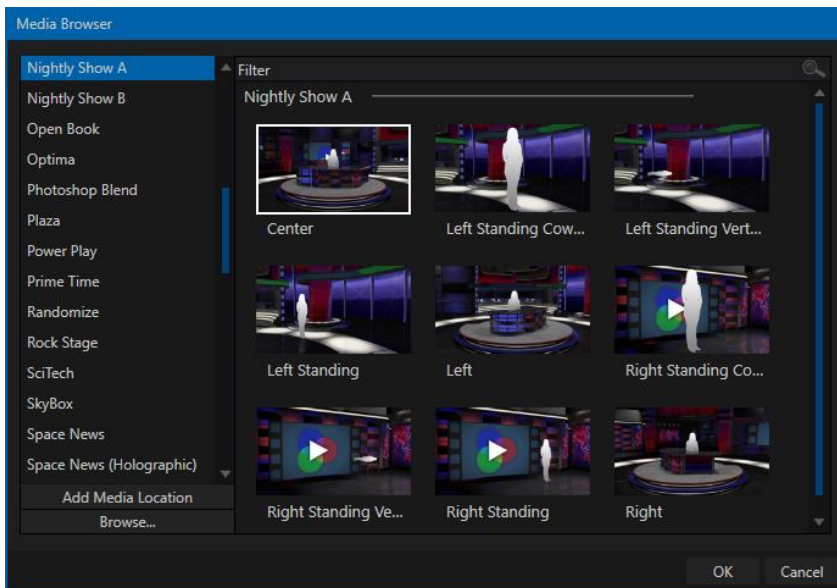 Media Browser
Nightly Show A
Nightly Show B
Open Book
Optima
Photoshop Blend
Plaza
Power Play
Prime Time
Randomize
Rock Stage
SciTech
SkyBox
Space News
Space News (Holographic)
Add Media Location
Browse...
Filter
Nightly Show A
Center
Left Standing Cow...
Left Standing Vert...
Left Standing
Left
Right Standing Co...
Right Standing Ve...
Right Standing
Right
OK
Cancel